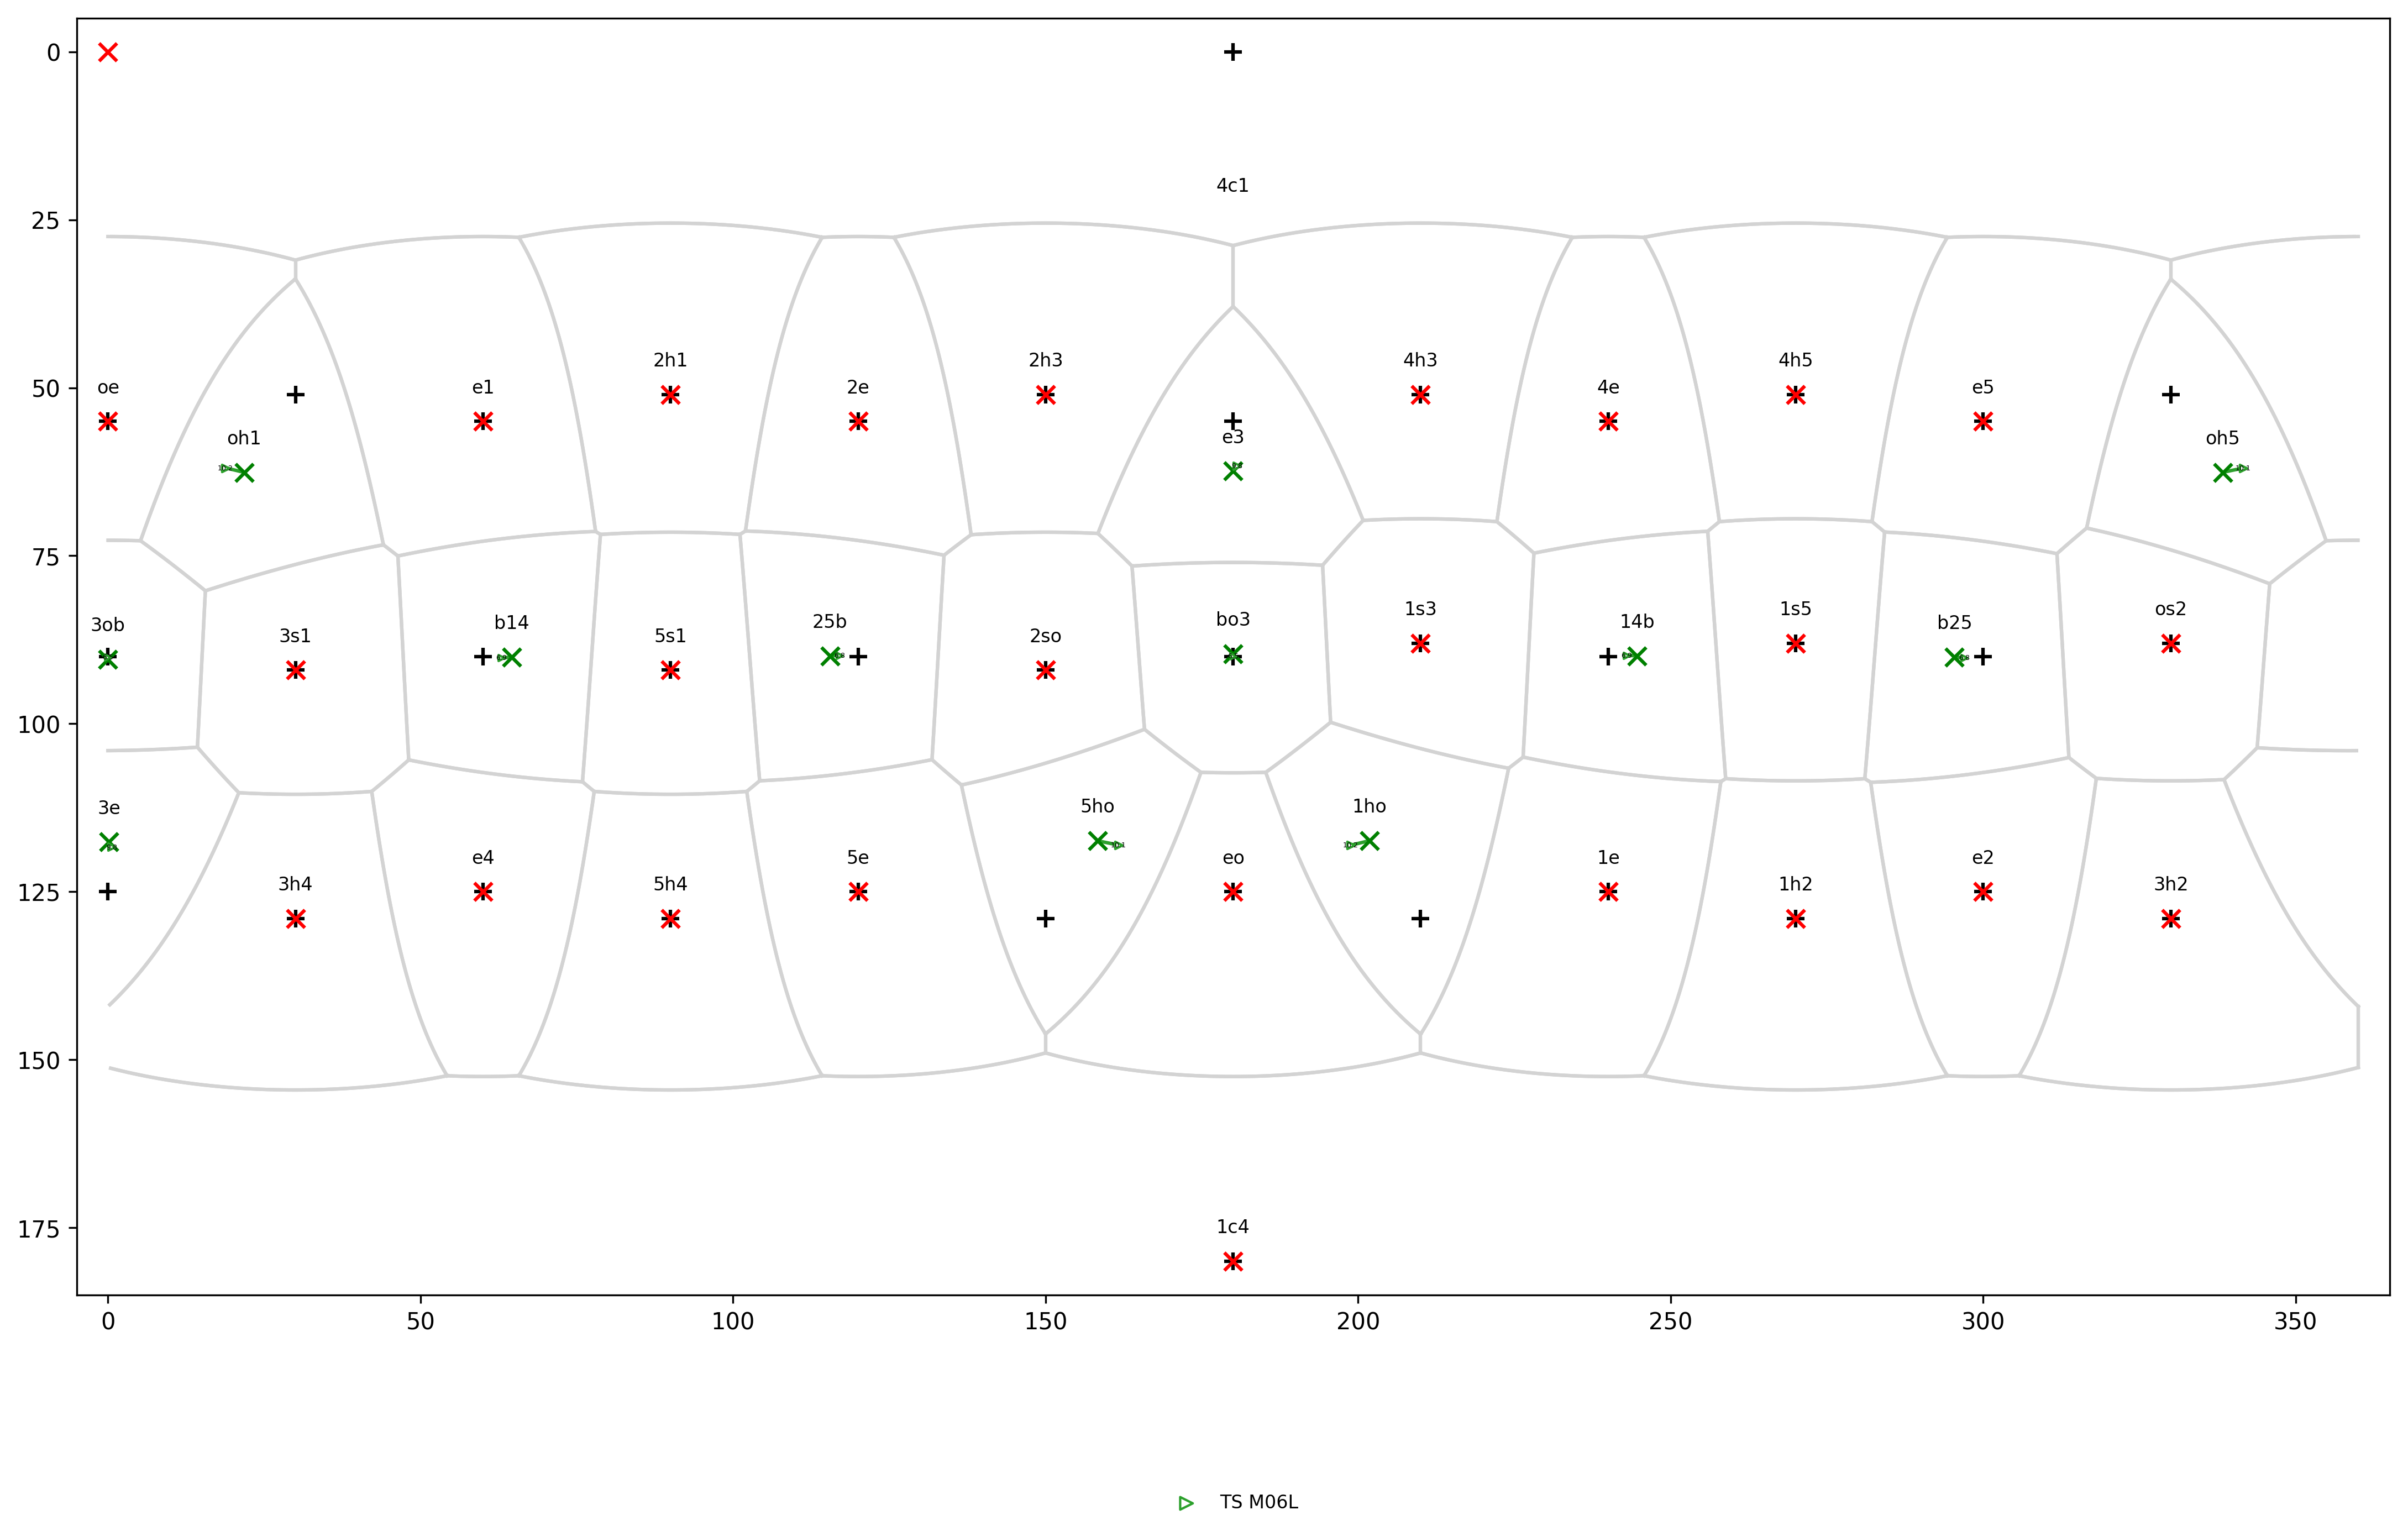 0
4c1
25
2h1 2h3 4h3 4h5
50 oe e1 2e 4e e5
oh1 e3 oh5
75
1s3 1s5 os2
3ob b14 25b bo3 14b b25
3s1 5s1 2so
100
3e 5ho 1ho
e4 5e eo 1e e2
125 3h4 5h4 1h2 3h2
150
1c4
175
0 50 100 150 200 250 300 350
TS M06L